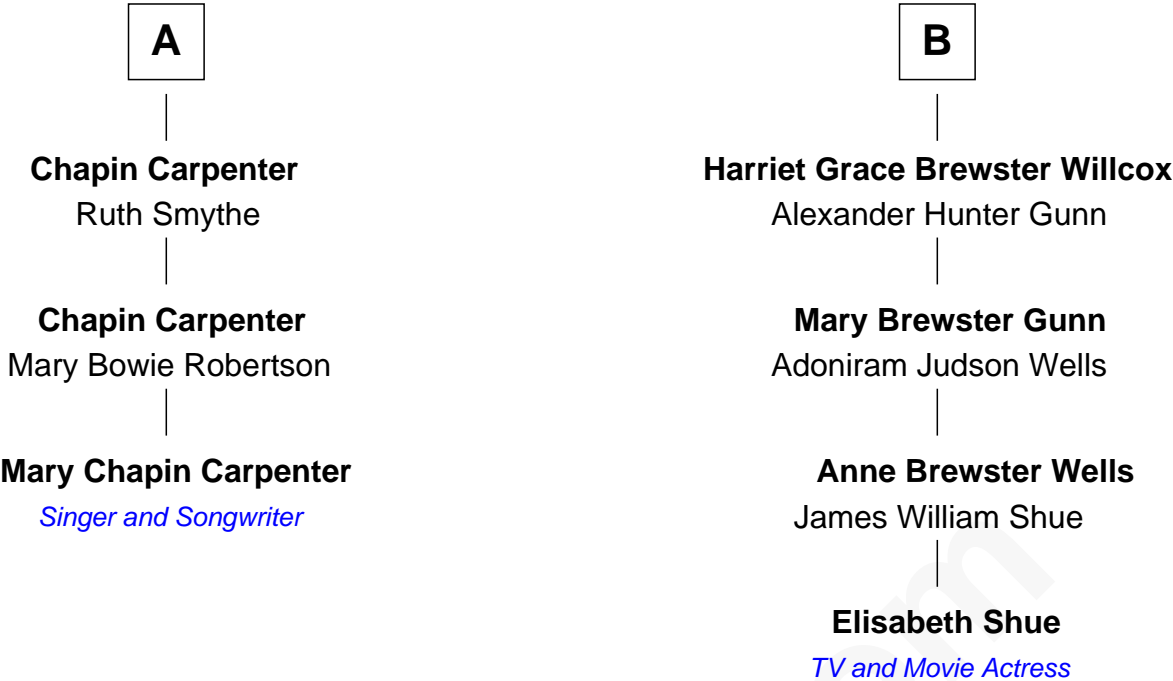 A
Chapin Carpenter
Ruth Smythe
Chapin Carpenter
Mary Bowie Robertson
Mary Chapin Carpenter
Singer and Songwriter
B
Harriet Grace Brewster Willcox
Alexander Hunter Gunn
Mary Brewster Gunn
Adoniram Judson Wells
Anne Brewster Wells
James William Shue
Elisabeth Shue
TV and Movie Actress